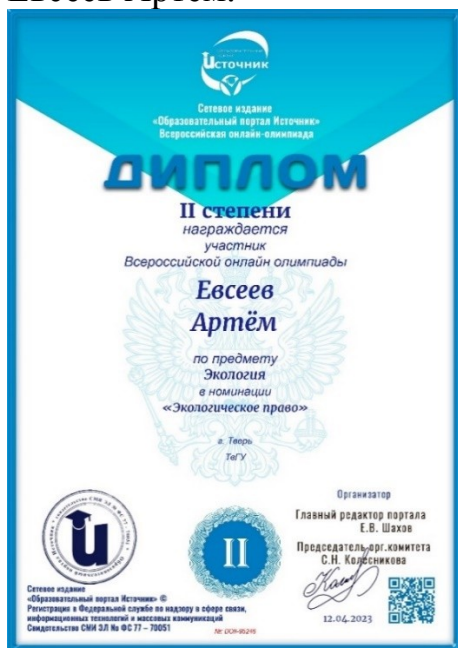 Евсеев Артём.
Источник
Сетевое издание
«Образовательный портал Источник»
Всероссийская онлайн-олимпиада
ДИПЛОМ
II степени
награждается
участник
Всероссийской онлайн олимпиады
Евсеев
Артём
по предмету
Экология
в номинации
«Экологическое право»
г. Тверь
ТвГУ
Организатор
Главный редактор портала
Е.В. Шахов
Председатель орг.комитета
С.Н. Колесникова
II
12.04.2023
Сетевое издание
«Образовательный портал Источник» ©
Регистрация в Федеральной службе по надзору в сфере связи,
информационных технологий и массовых коммуникаций
Свидетельство СМИ ЭЛ № ФС 77 – 70051